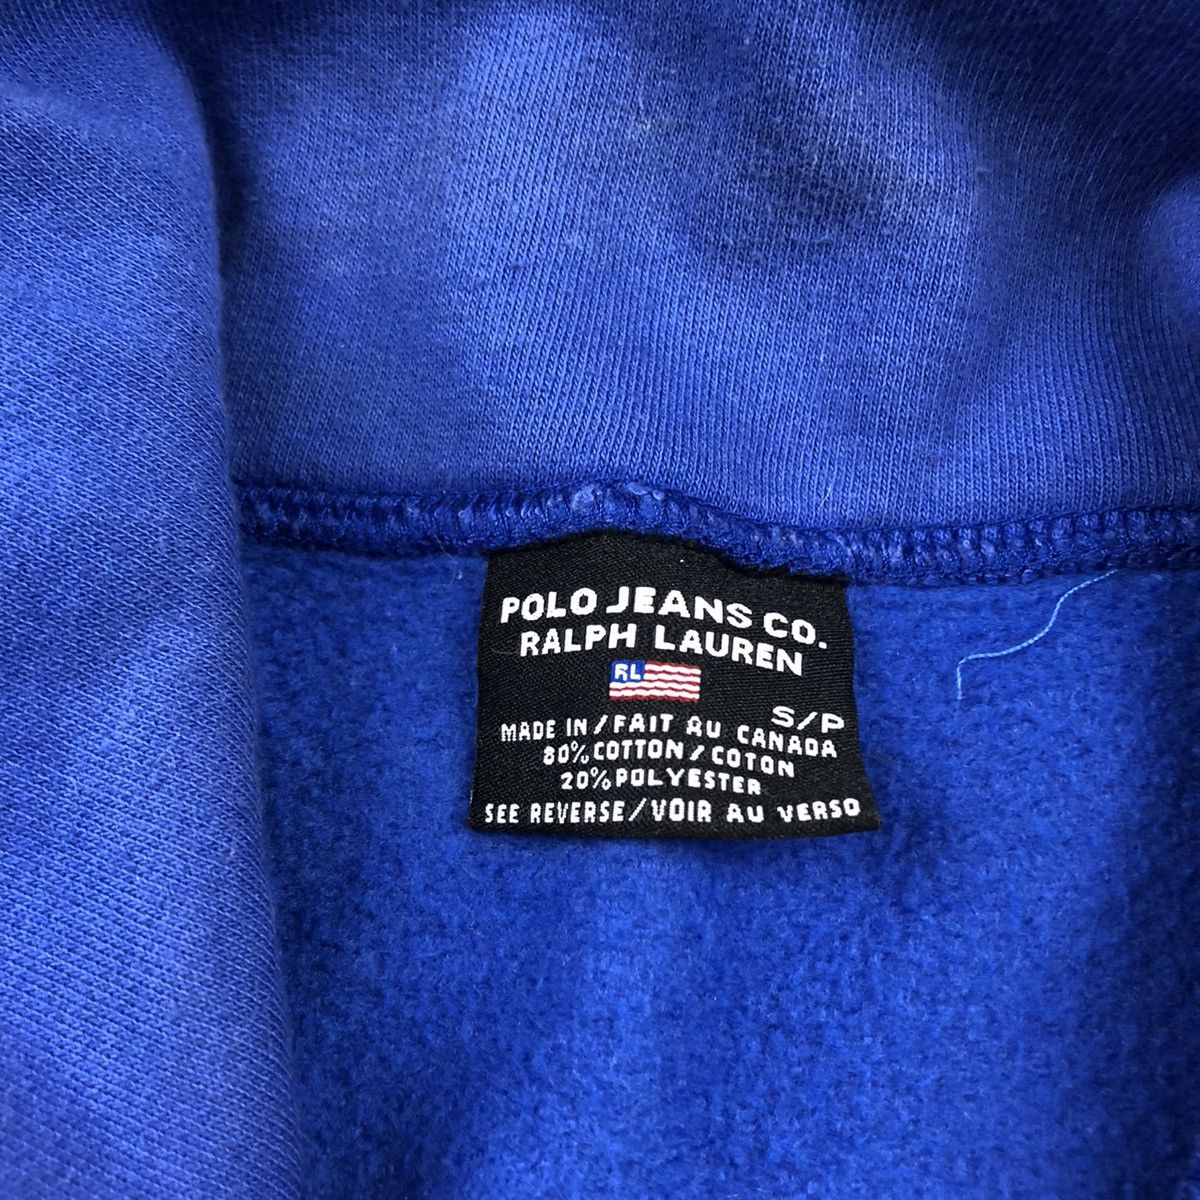 POLO JEANS CO.
RALPH LAUREN
RL
S/P
MADE IN/FAIT AU CANADA
80% COTTON/COTON
20% POLYESTER
SEE REVERSE/VOIR AU VERSO